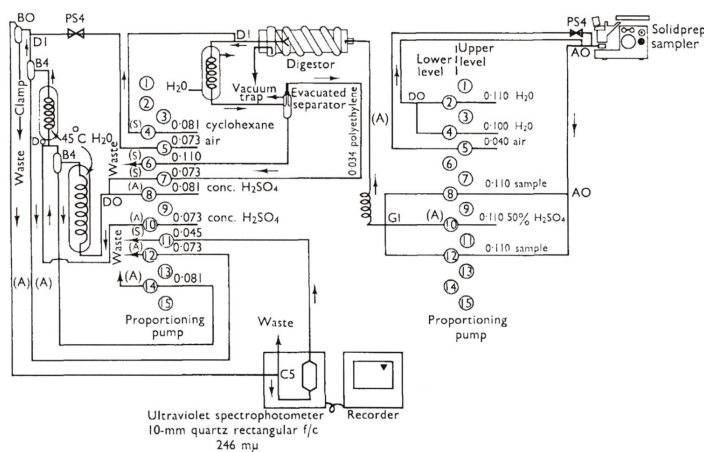 BO
PS4
D1
B4
Clamp
Waste
DO
B4
45°C H₂O
DO
(A)
(A)
D1
H₂O
Digestor
Vacuum trap
Evacuated separator
0·034 polyethylene
(A)
Waste
Waste
1
2
3
(S) 4 0·081 cyclohexane
5 0·073 air
(S) 6 0·110
(S) 7 0·073
(A) 8 0·081 conc. H₂SO₄
9
(A) 10 0·073 conc. H₂SO₄
(S) 11 0·045
(A) 12 0·073
13
(A) 14 0·081
15
Proportioning
pump
Waste
C5
Ultraviolet spectrophotometer
10-mm quartz rectangular f/c
246 mμ
Recorder
PS4
Solidprep
sampler
AO
Lower
level
Upper
level
1
DO
2 0·110 H₂O
3
4 0·100 H₂O
5 0·040 air
6
7
8 0·110 sample
AO
9
G1
(A) 10 0·110 50% H₂SO₄
11
12 0·110 sample
13
14
15
Proportioning
pump